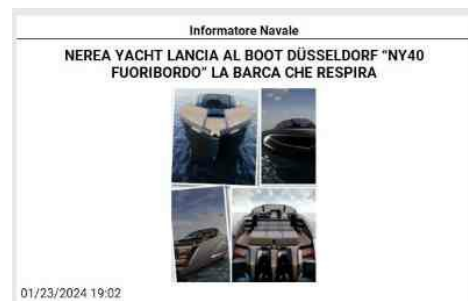 Informatore Navale
NEREA YACHT LANCIA AL BOOT DÜSSELDORF “NY40
FUORIBORDO” LA BARCA CHE RESPIRA
01/23/2024 19:02